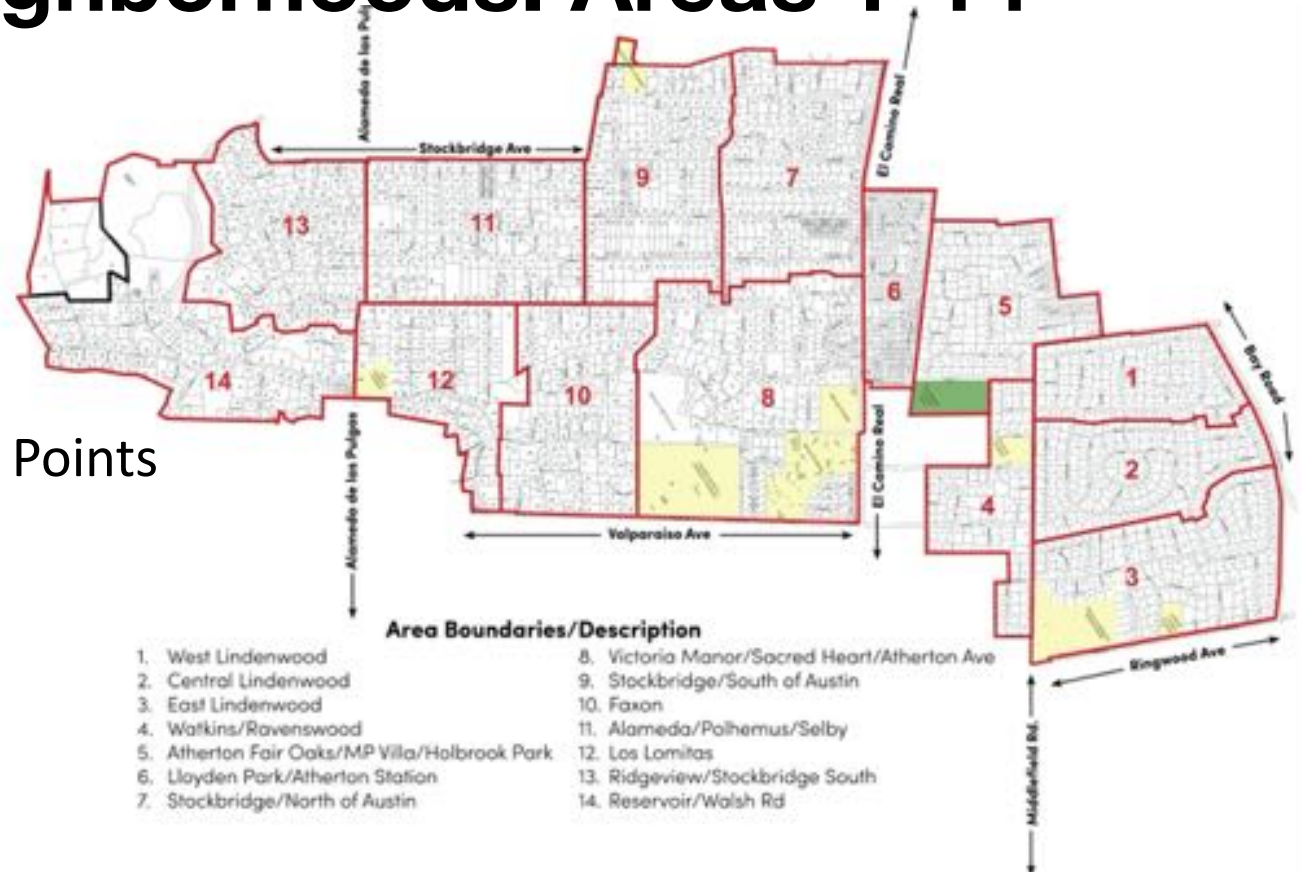 Alameda de las Pulg
El Camino Real
Stockbridge Ave
9
7
13
11
6
5
Bay Road
14
12
10
8
1
2
Points
Alameda de las Pulgas
El Camino Real
4
Valparaiso Ave
3
Ringwood Ave
Middlefield Rd.
Area Boundaries/Description
1. West Lindenwood
2. Central Lindenwood
3. East Lindenwood
4. Watkins/Ravenswood
5. Atherton Fair Oaks/MP Villa/Holbrook Park
6. Lloyden Park/Atherton Station
7. Stockbridge/North of Austin
8. Victoria Manor/Sacred Heart/Atherton Ave
9. Stockbridge/South of Austin
10. Faxon
11. Alameda/Polhemus/Selby
12. Los Lomitas
13. Ridgeview/Stockbridge South
14. Reservoir/Walsh Rd